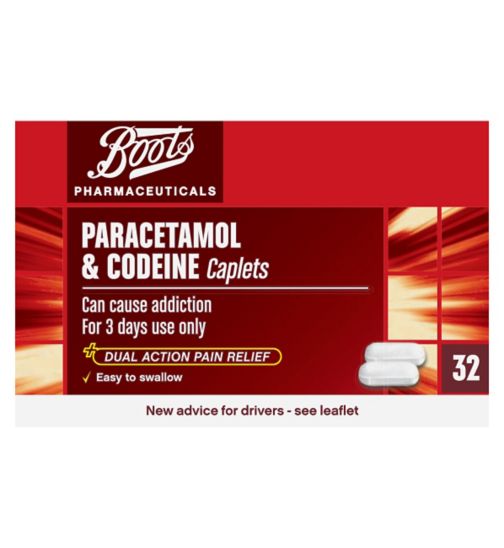 Boots
PHARMACEUTICALS
PARACETAMOL
& CODEINE Caplets
Can cause addiction
For 3 days use only
DUAL ACTION PAIN RELIEF
Easy to swallow
32
New advice for drivers - see leaflet